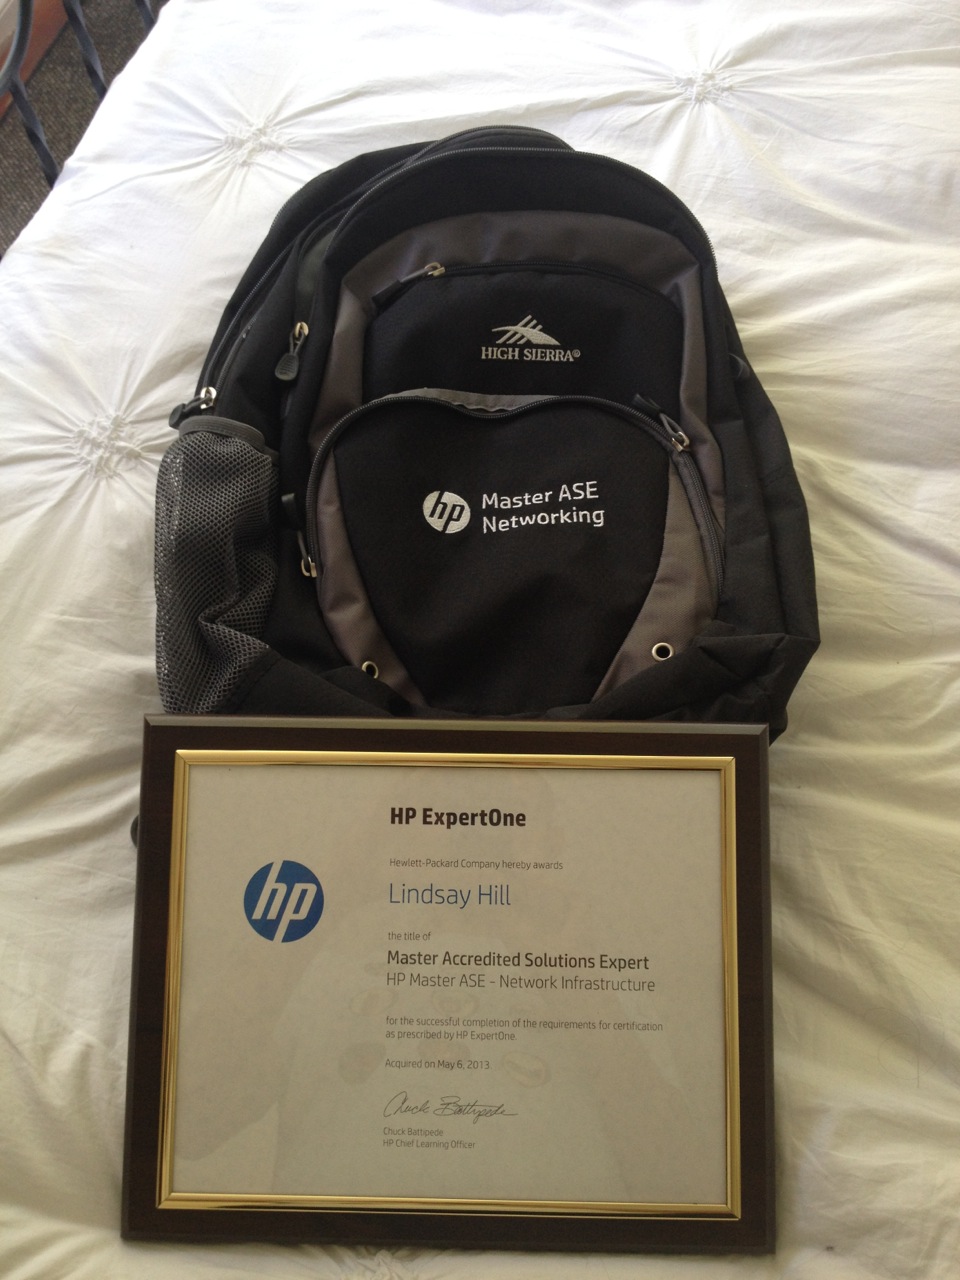 HIGH SIERRA®
hp
Master ASE
Networking
HP ExpertOne
Hewlett-Packard Company hereby awards
hp
Lindsay Hill
the title of
Master Accredited Solutions Expert
HP Master ASE - Network Infrastructure
for the successful completion of the requirements for certification
as prescribed by HP ExpertOne.
Acquired on May 6, 2013
Chuck Battipede
Chuck Battipede
HP Chief Learning Officer